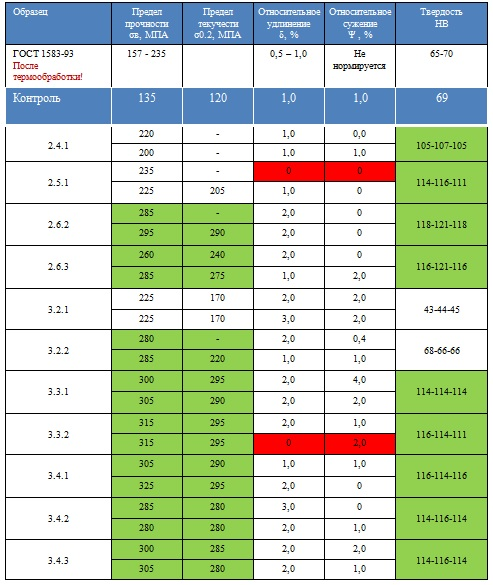 Образец Предел прочности σв, МПА Предел текучести σ0.2, МПА Относительное удлинение δ, % Относительное сужение Ψ , % Твердость НВ
ГОСТ 1583-93 После термообработки! 157 - 235 0,5 – 1,0 Не нормируется 65-70
Контроль 135 120 1,0 1,0 69
2.4.1 220 - 1,0 0,0 105-107-105
200 - 1,0 1,0
2.5.1 235 - 0 0 114-116-111
225 205 1,0 0
2.6.2 285 - 2,0 0 118-121-118
295 290 2,0 0
2.6.3 260 240 2,0 0 116-121-116
285 275 1,0 2,0
3.2.1 225 170 2,0 2,0 43-44-45
225 170 3,0 2,0
3.2.2 280 - 2,0 0,4 68-66-66
285 220 1,0 1,0
3.3.1 300 295 2,0 4,0 114-114-114
305 290 2,0 2,0
3.3.2 315 295 2,0 1,0 116-114-111
315 295 0 2,0
3.4.1 305 290 1,0 1,0 116-114-116
325 295 2,0 0
3.4.2 285 280 3,0 0 114-116-114
280 280 2,0 1,0
3.4.3 300 285 2,0 2,0 114-116-114
305 280 2,0 1,0